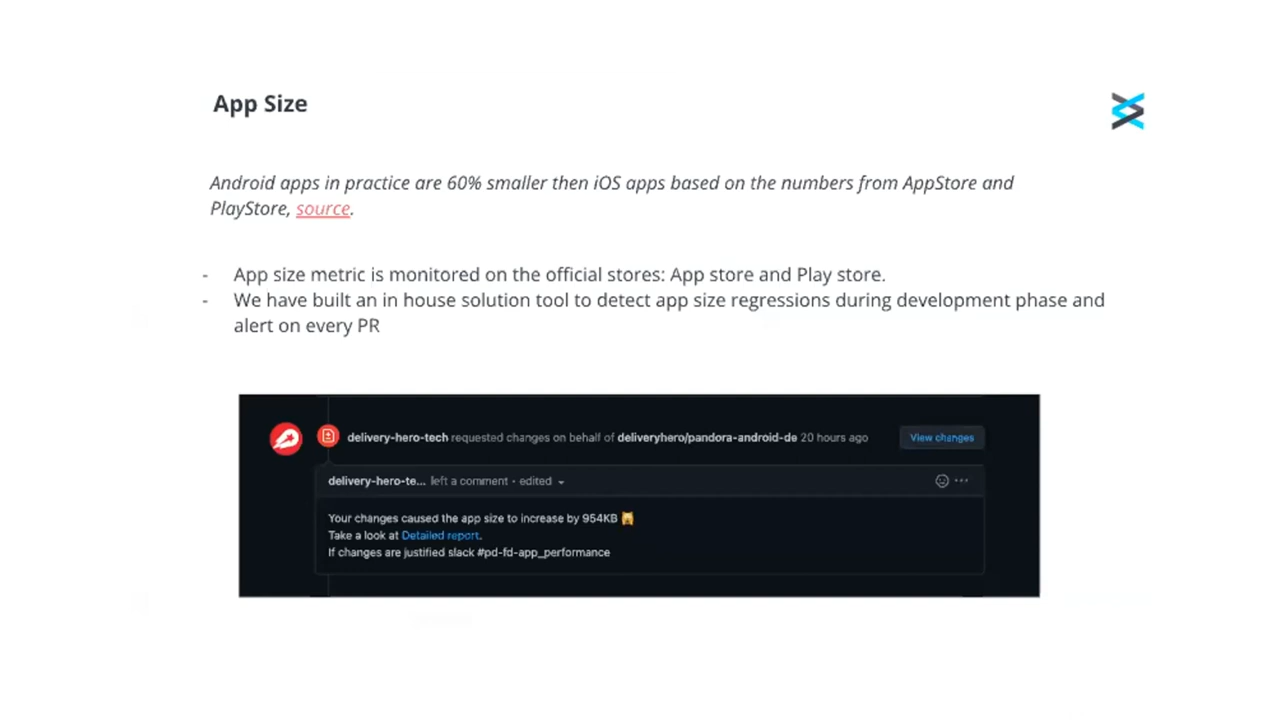 App Size
Android apps in practice are 60% smaller then iOS apps based on the numbers from AppStore and
PlayStore, source.
- App size metric is monitored on the official stores: App store and Play store.
- We have built an in house solution tool to detect app size regressions during development phase and
alert on every PR
delivery-hero-tech requested changes on behalf of deliveryhero/pandora-android-de 20 hours ago View changes
delivery-hero-te... left a comment · edited
Your changes caused the app size to increase by 954KB 🙀
Take a look at Detailed report.
If changes are justified slack #pd-fd-app_performance